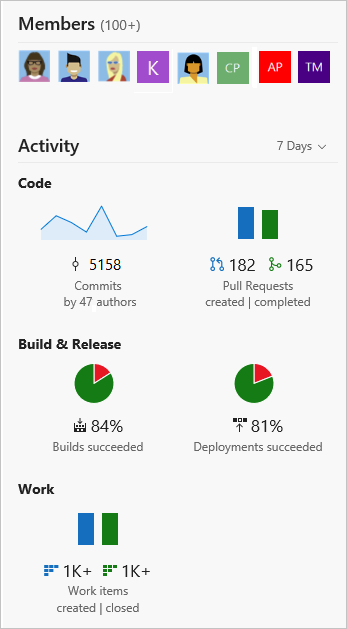 Members (100+)
K CP AP TM
Activity 7 Days
Code
5158 182 165
Commits Pull Requests
by 47 authors created | completed
Build & Release
84% 81%
Builds succeeded Deployments succeeded
Work
1K+ 1K+
Work items
created | closed